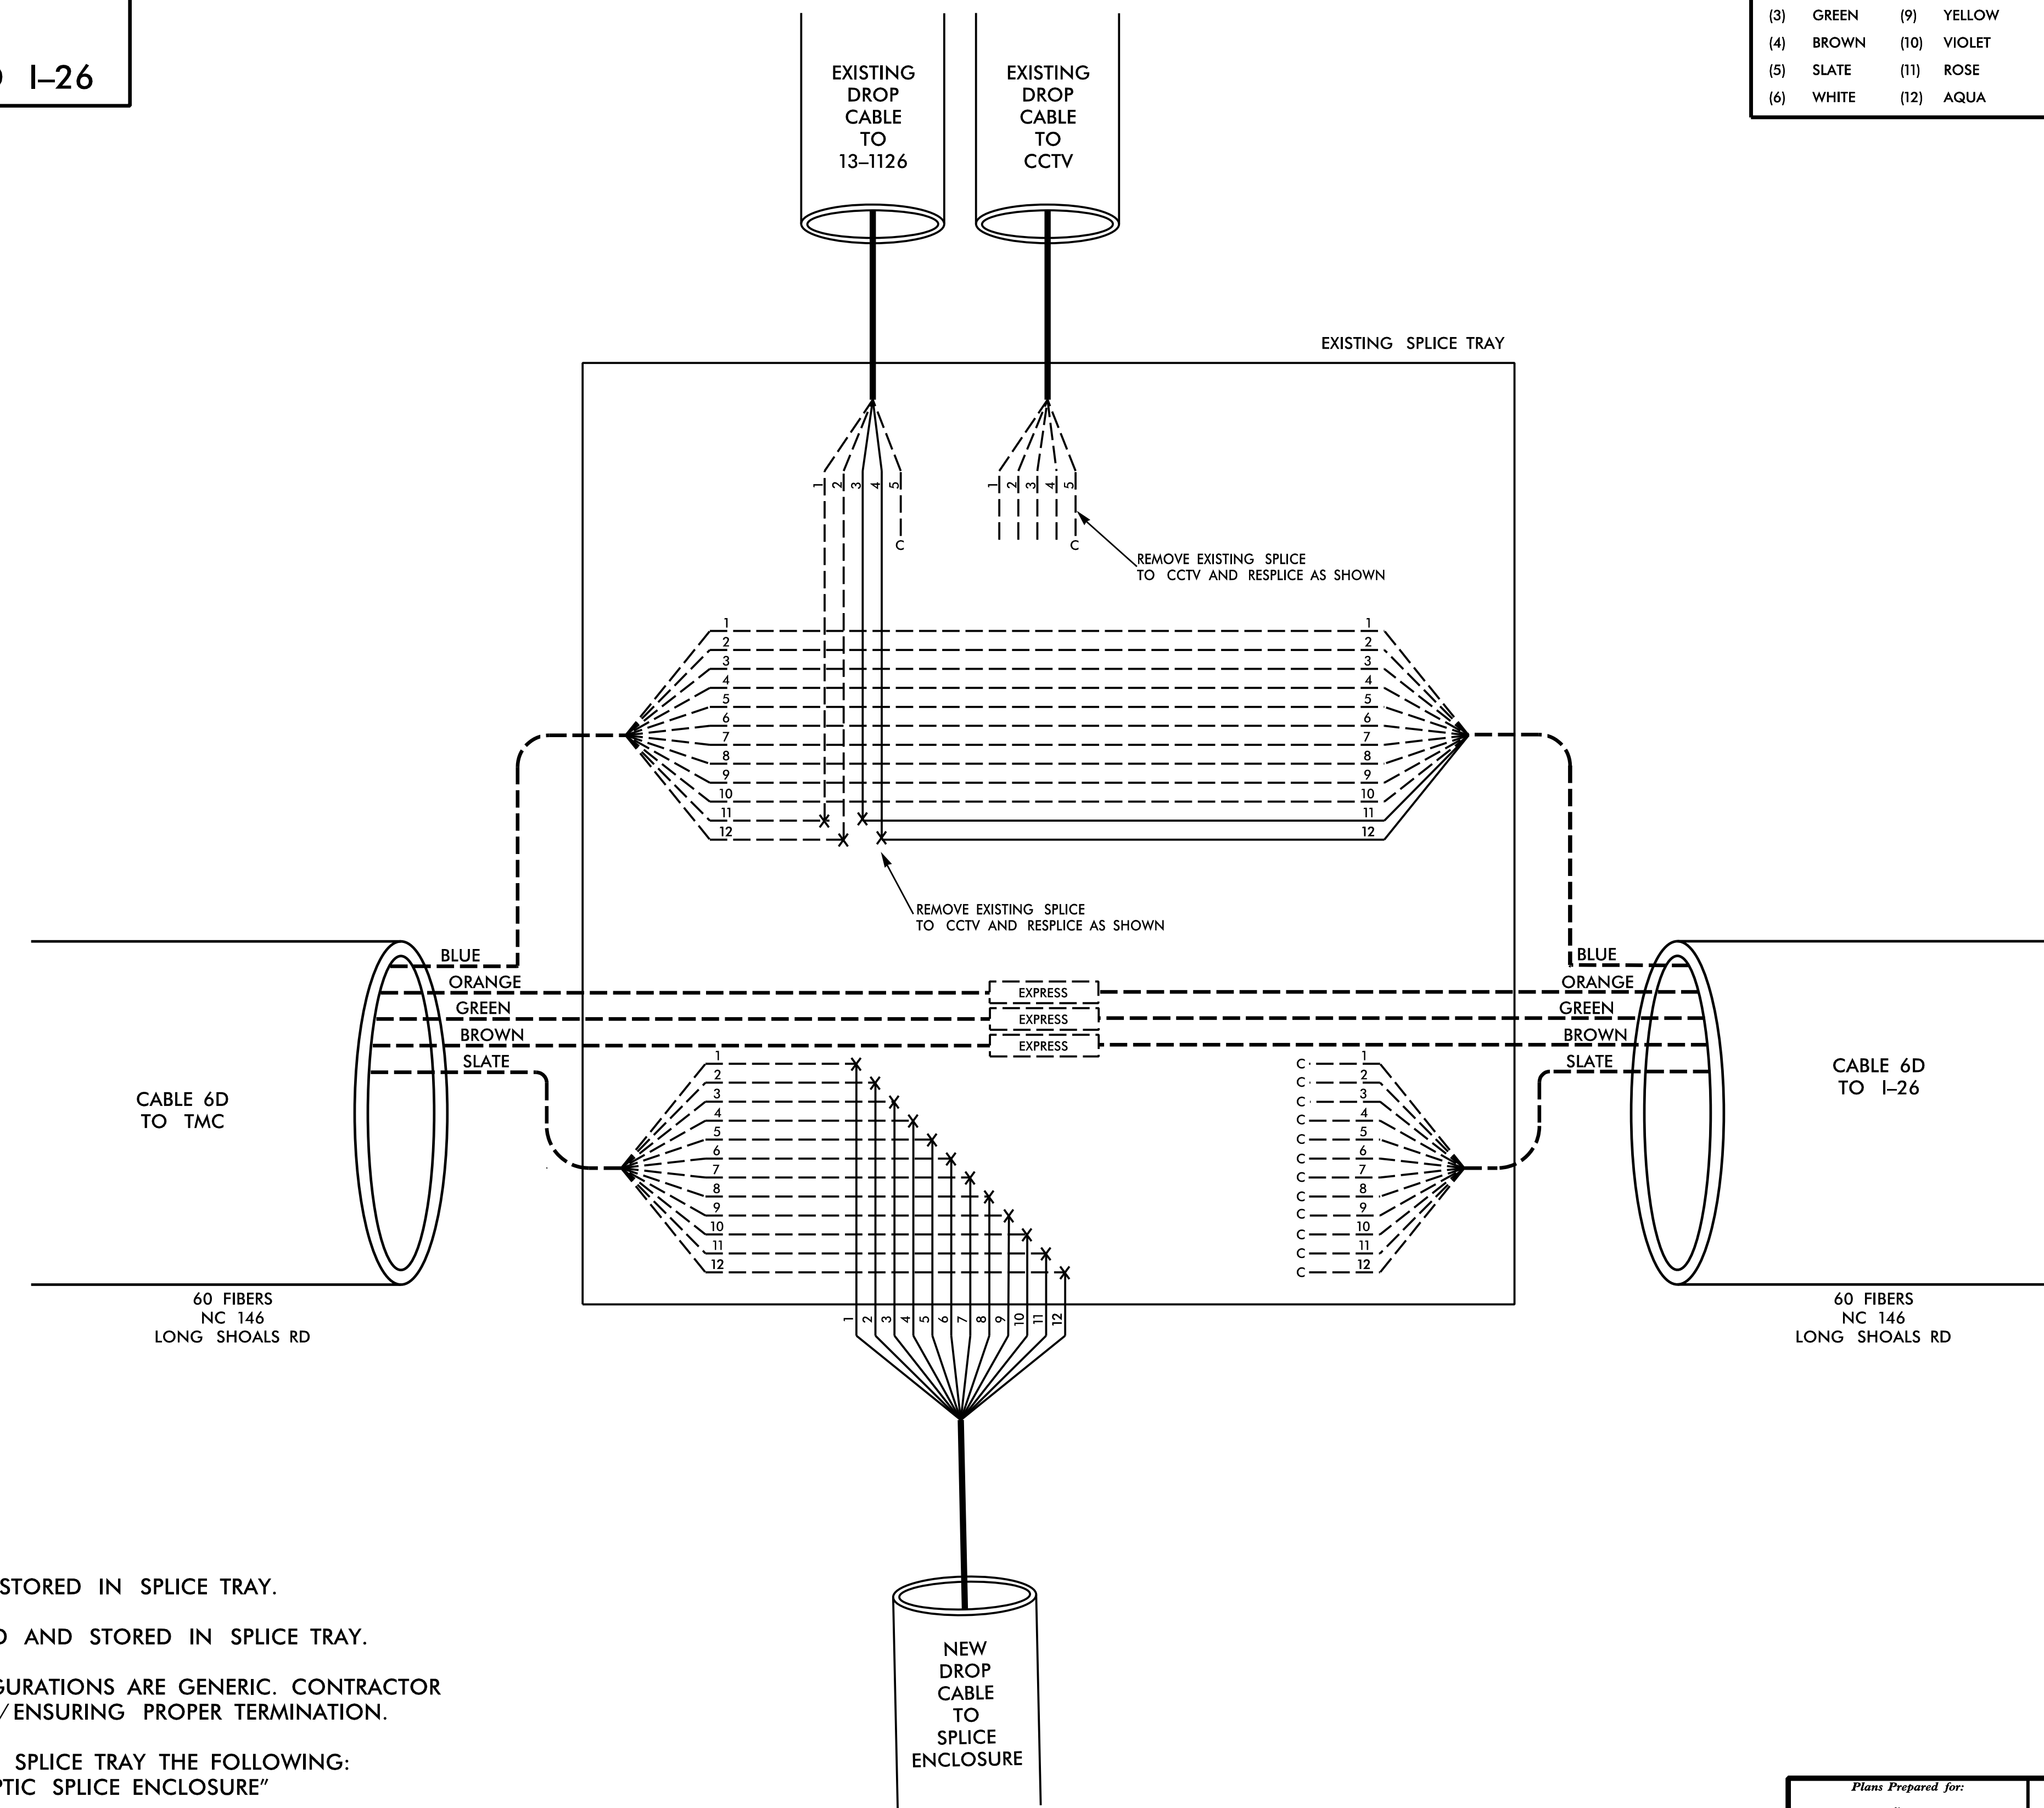 I–26
(3) GREEN (9) YELLOW
(4) BROWN (10) VIOLET
(5) SLATE (11) ROSE
(6) WHITE (12) AQUA
EXISTING
DROP
CABLE
TO
13–1126
EXISTING
DROP
CABLE
TO
CCTV
EXISTING SPLICE TRAY
1 2 3 4 5
C
1 2 3 4 5
C
REMOVE EXISTING SPLICE
TO CCTV AND RESPLICE AS SHOWN
1 1
2 2
3 3
4 4
5 5
6 6
7 7
8 8
9 9
10 10
11 11
12 12
REMOVE EXISTING SPLICE
TO CCTV AND RESPLICE AS SHOWN
BLUE BLUE
ORANGE EXPRESS ORANGE
GREEN EXPRESS GREEN
BROWN EXPRESS BROWN
SLATE SLATE
CABLE 6D
TO TMC
CABLE 6D
TO I–26
1 C 1
2 C 2
3 C 3
4 C 4
5 C 5
6 C 6
7 C 7
8 C 8
9 C 9
10 C 10
11 C 11
12 C 12
60 FIBERS
NC 146
LONG SHOALS RD
60 FIBERS
NC 146
LONG SHOALS RD
1 2 3 4 5 6 7 8 9 10 11 12
NEW
DROP
CABLE
TO
SPLICE
ENCLOSURE
STORED IN SPLICE TRAY.
AND STORED IN SPLICE TRAY.
GURATIONS ARE GENERIC. CONTRACTOR
/ENSURING PROPER TERMINATION.
SPLICE TRAY THE FOLLOWING:
PTIC SPLICE ENCLOSURE"
Plans Prepared for: